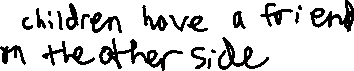 children have a friend
on the other side